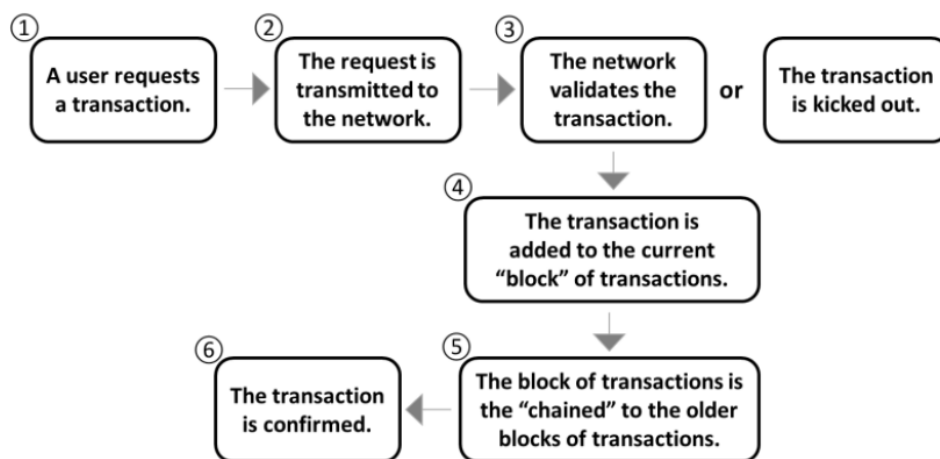 ①
A user requests
a transaction.
②
The request is
transmitted to
the network.
③
The network
validates the
transaction.
or
The transaction
is kicked out.
④
The transaction is
added to the current
“block” of transactions.
⑤
The block of transactions is
the “chained” to the older
blocks of transactions.
⑥
The transaction
is confirmed.